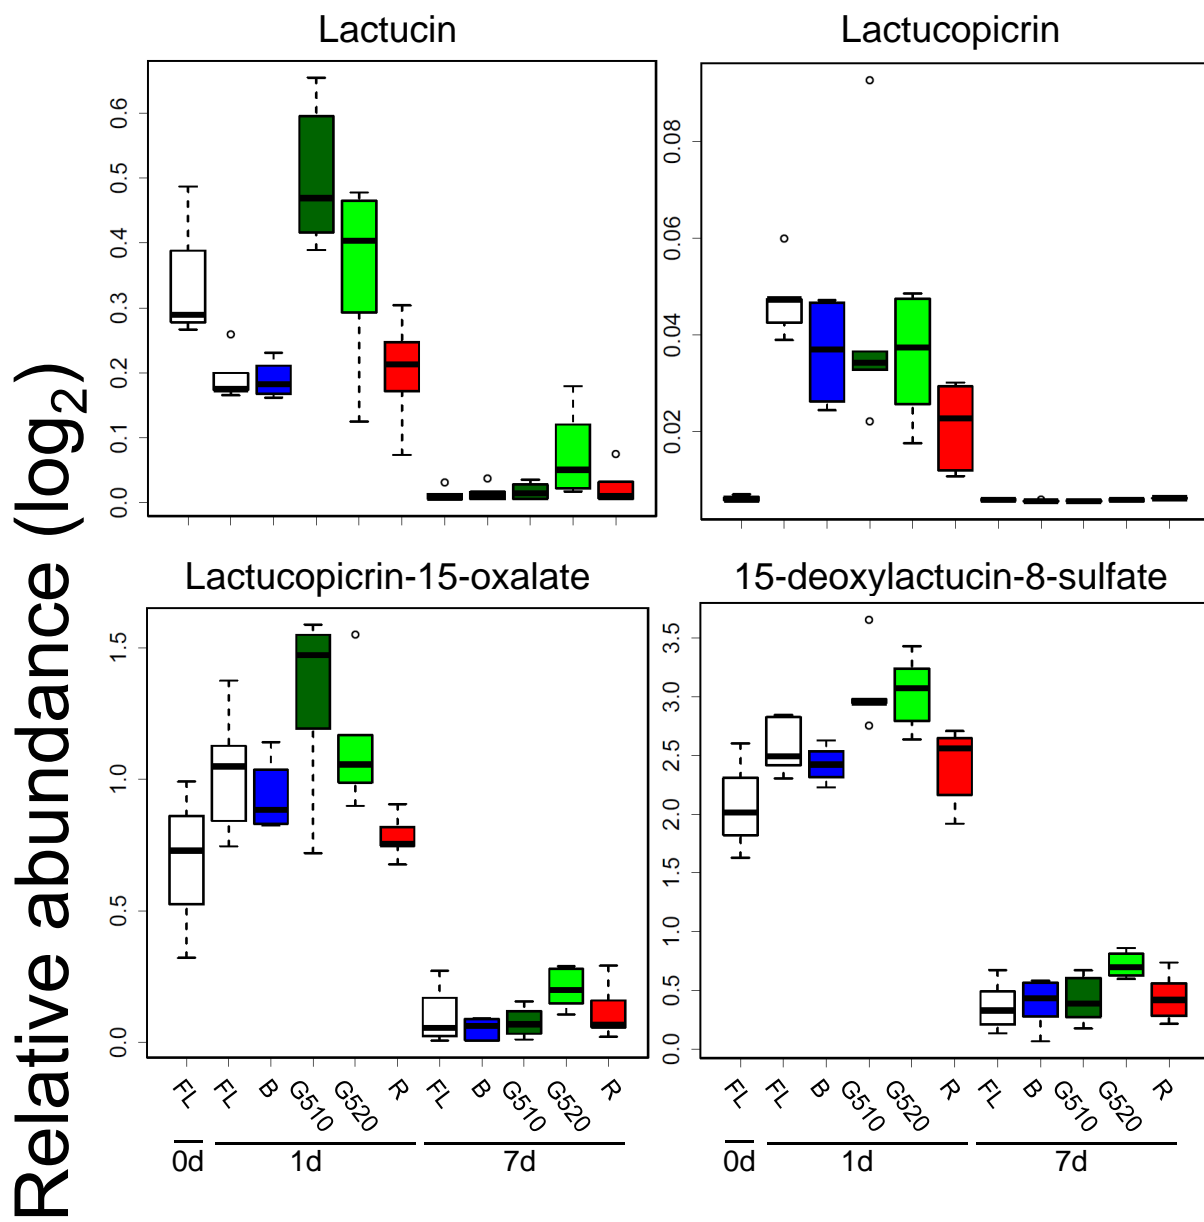 Lactucin
Lactucopicrin
0.0 0.1 0.2 0.3 0.4 0.5 0.6
0.02 0.04 0.06 0.08
Relative abundance (log2)
Lactucopicrin-15-oxalate
15-deoxylactucin-8-sulfate
0.0 0.5 1.0 1.5
0.0 0.5 1.0 1.5 2.0 2.5 3.0 3.5
FL FL B G510 G520 R FL B G510 G520 R
FL FL B G510 G520 R FL B G510 G520 R
0d 1d 7d
0d 1d 7d